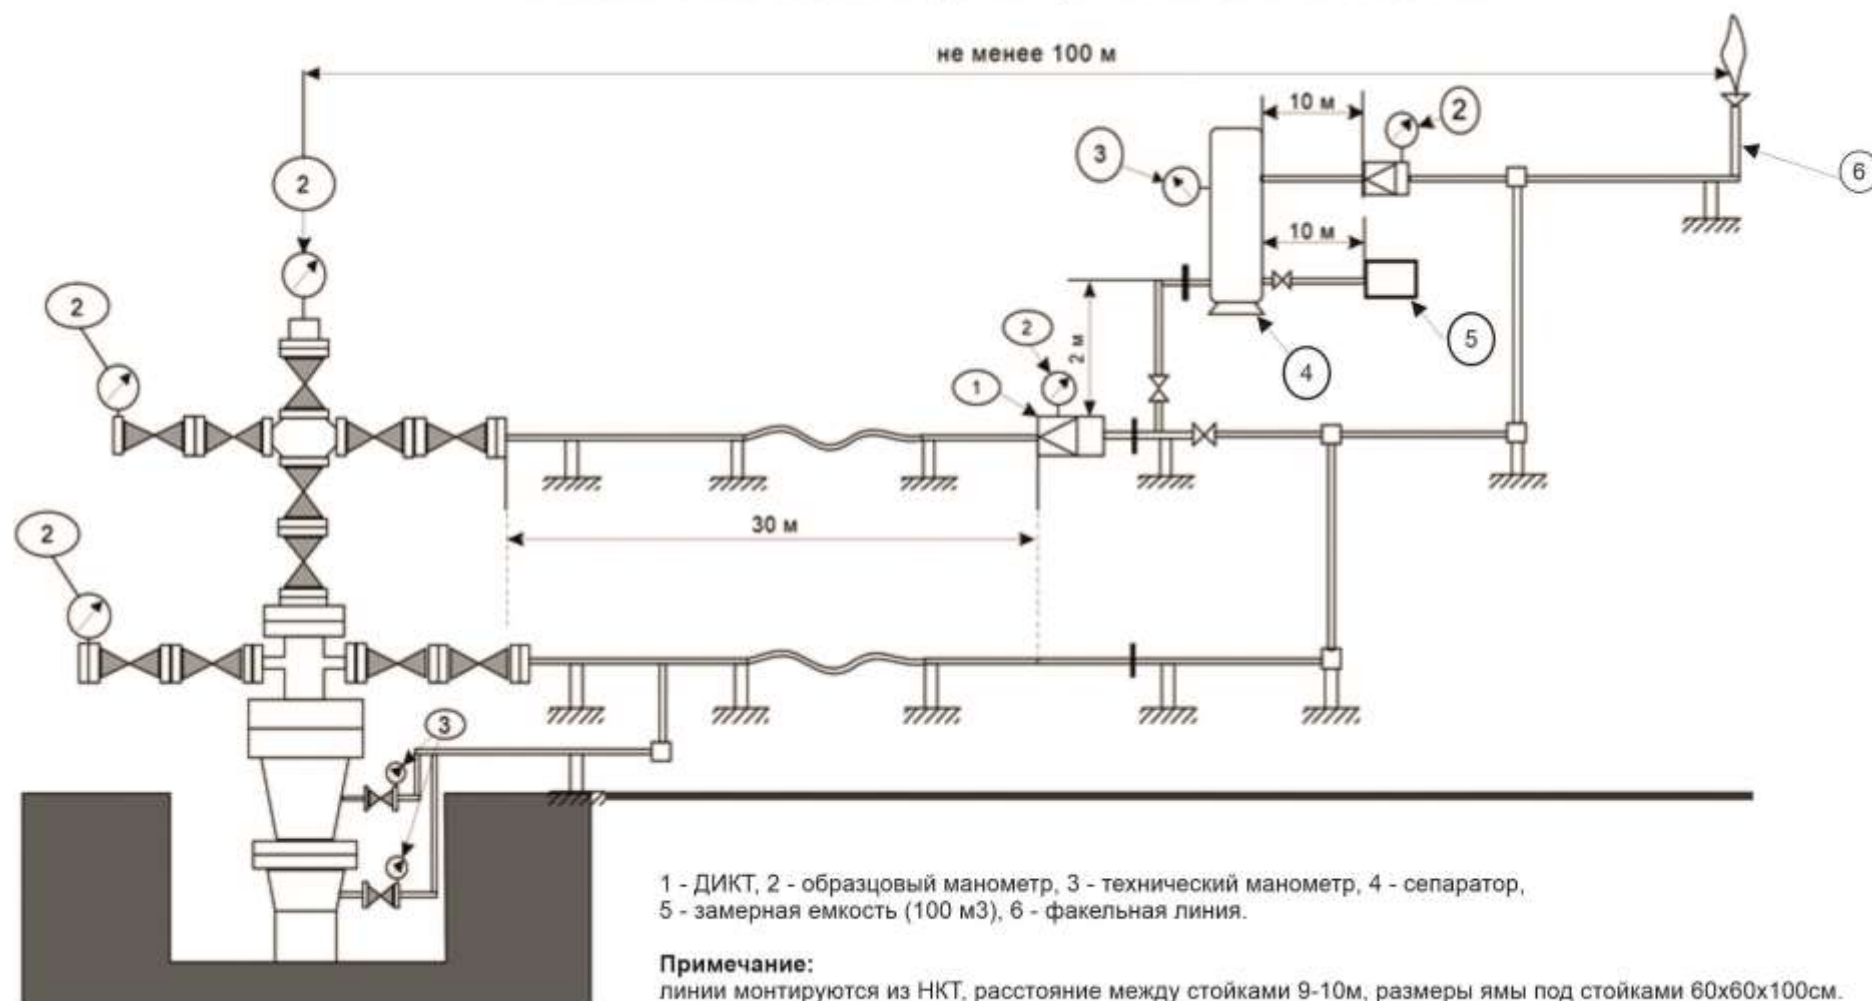 не менее 100 м
10 м
2
3
6
2
10 м
2
2
5
2 м
4
1
30 м
2
3
1 - ДИКТ, 2 - образцовый манометр, 3 - технический манометр, 4 - сепаратор,
5 - замерная емкость (100 м3), 6 - факельная линия.
Примечание:
линии монтируются из НКТ, расстояние между стойками 9-10м, размеры ямы под стойками 60х60х100см.